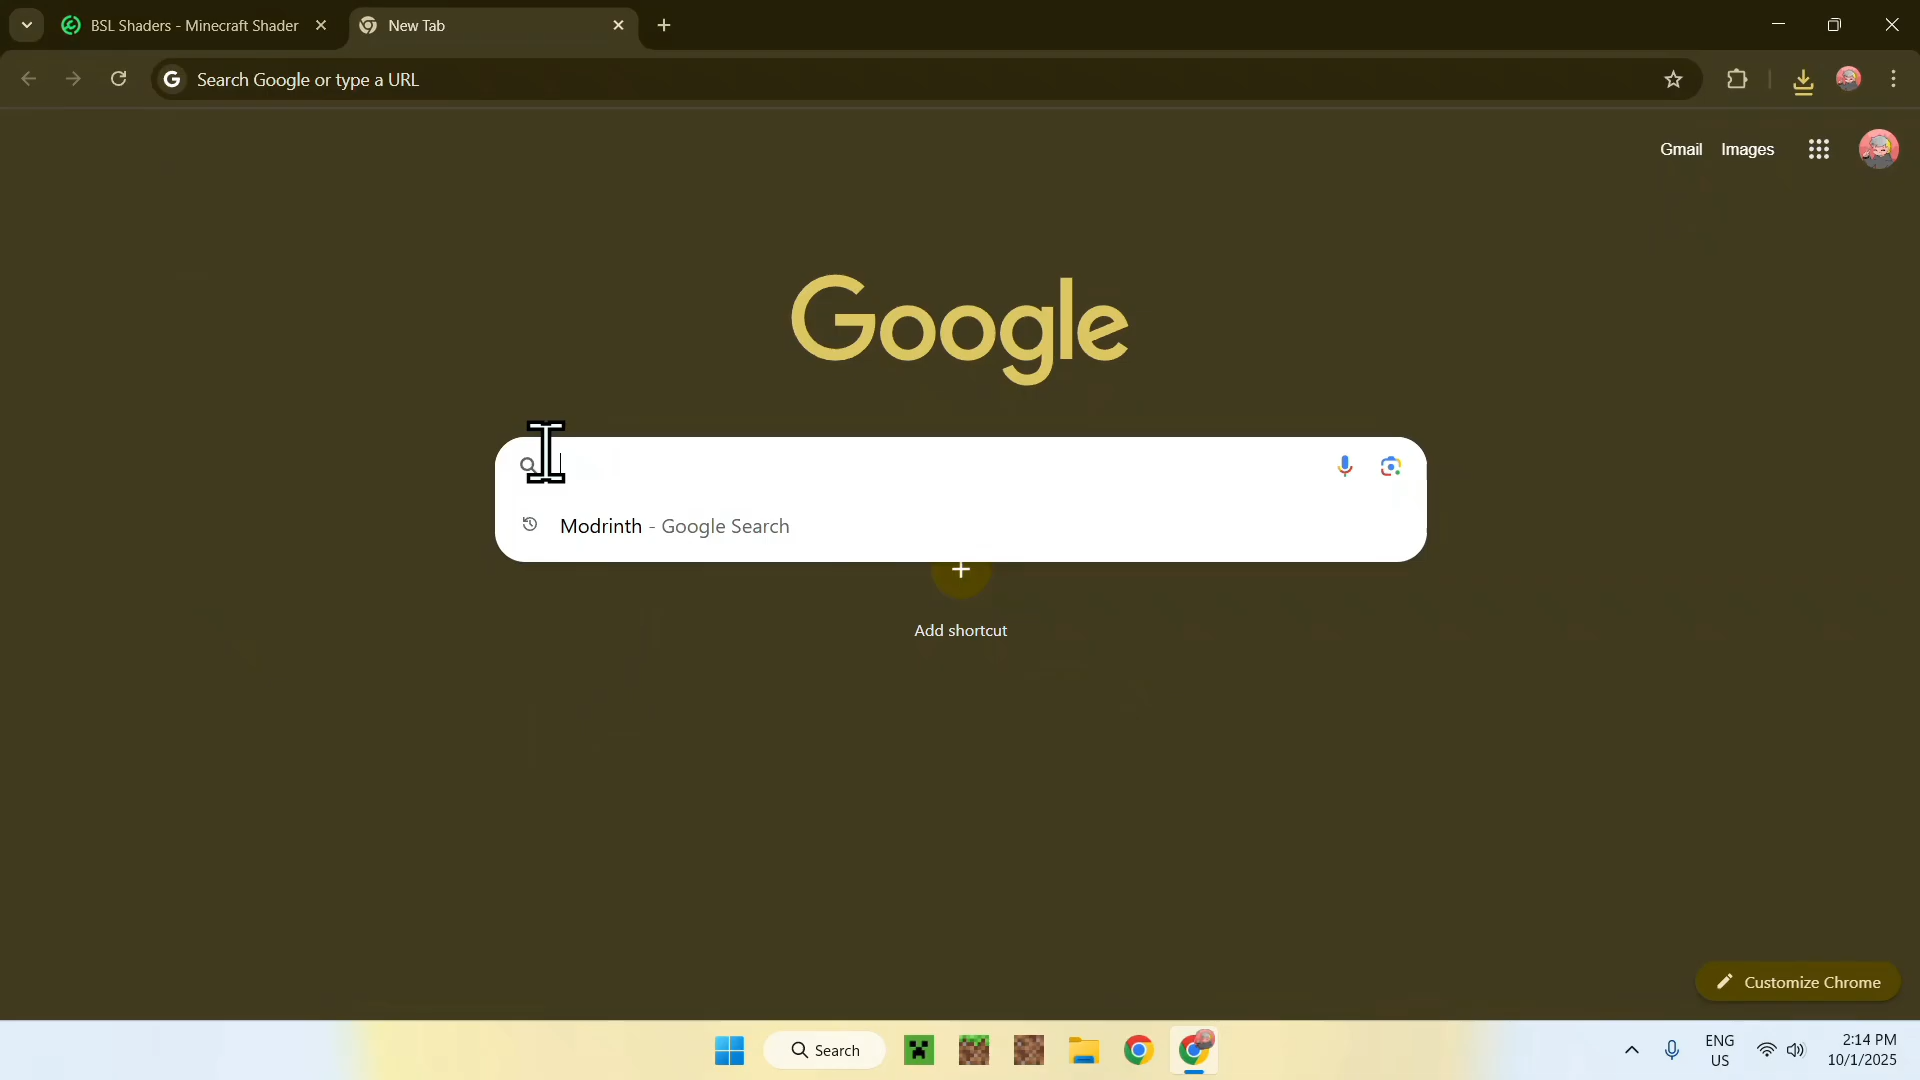 BSL Shaders - Minecraft Shader
New Tab
Search Google or type a URL
Gmail
Images
Google
Modrinth - Google Search
Add shortcut
Customize Chrome
Search
ENG
US
2:14 PM
10/1/2025